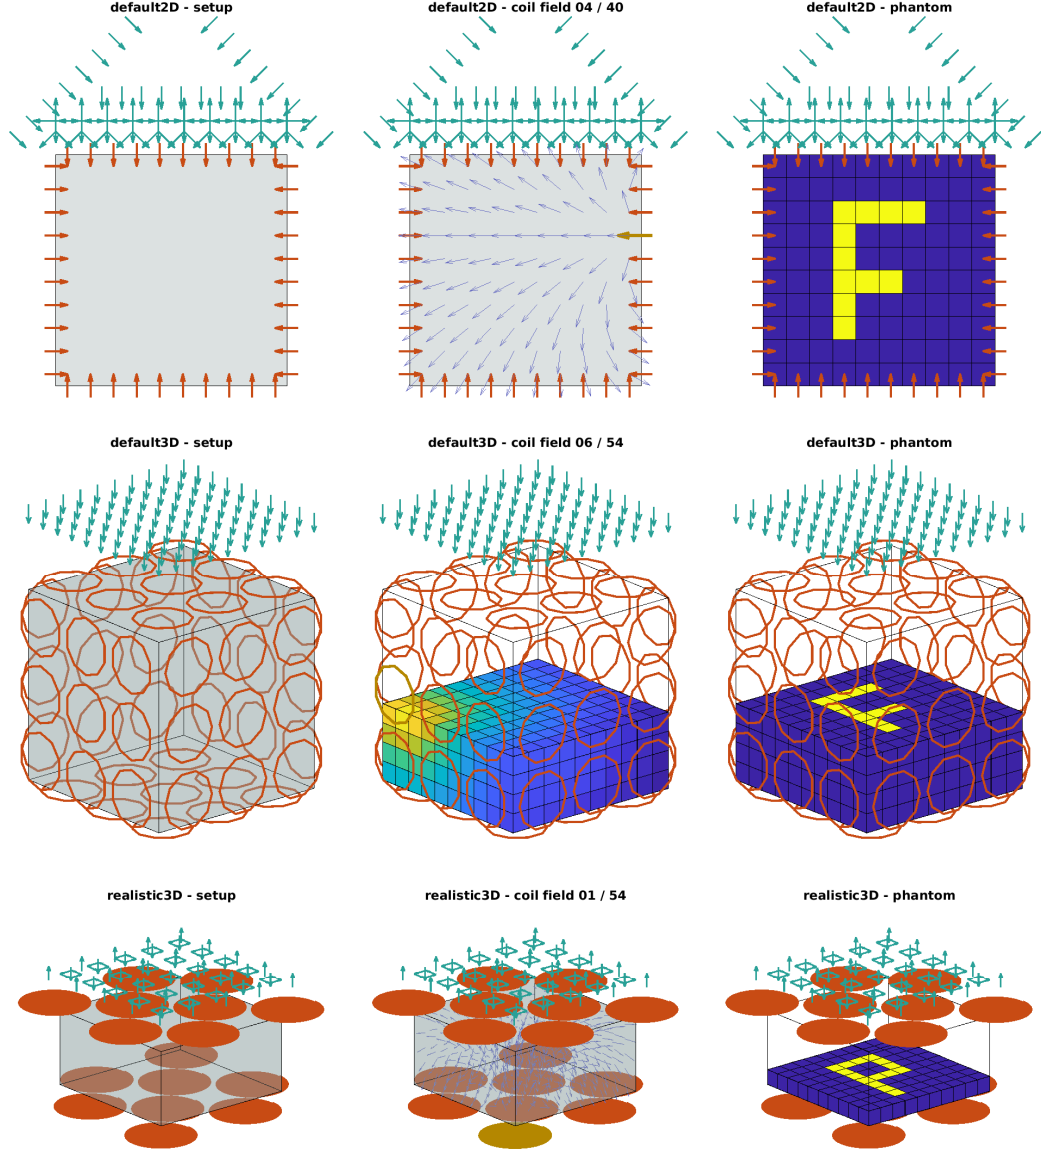 default2D - setup
default2D - coil field 04 / 40
default2D - phantom
default3D - setup
default3D - coil field 06 / 54
default3D - phantom
realistic3D - setup
realistic3D - coil field 01 / 54
realistic3D - phantom